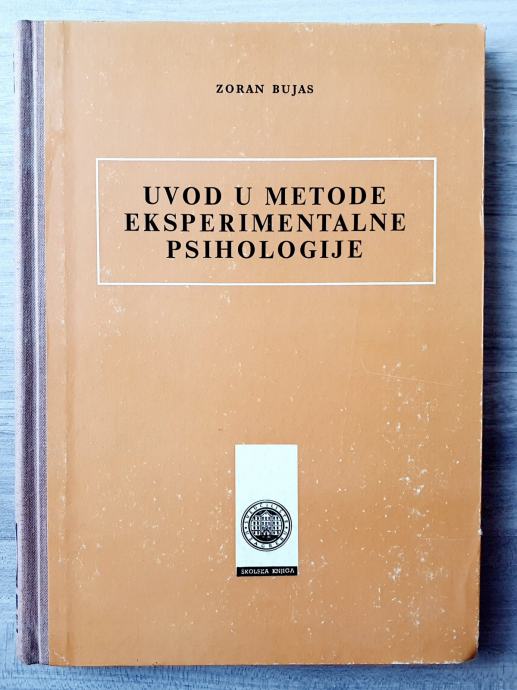 ZORAN BUJAS
UVOD U METODE
EKSPERIMENTALNE
PSIHOLOGIJE
ŠKOLSKA KNJIGA